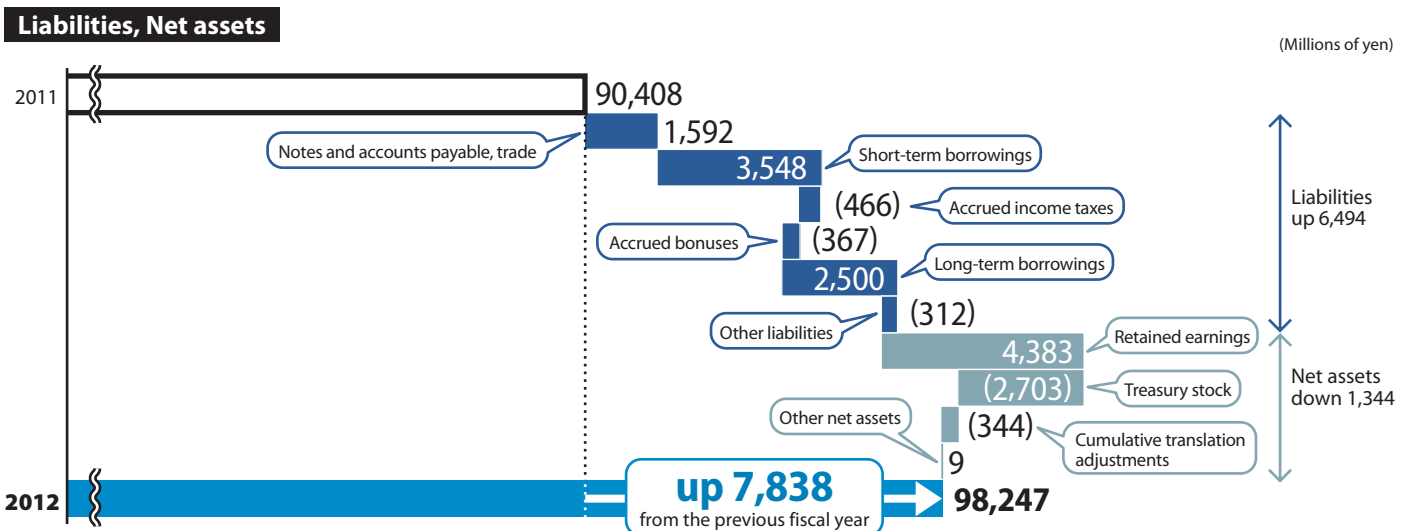 Liabilities, Net assets
(Millions of yen)
2011
90,408
Notes and accounts payable, trade
1,592
3,548
Short-term borrowings
(466)
Accrued income taxes
Accrued bonuses
(367)
2,500
Long-term borrowings
Other liabilities
(312)
Liabilities
up 6,494
4,383
Retained earnings
(2,703)
Treasury stock
Other net assets
(344)
Cumulative translation
adjustments
9
Net assets
down 1,344
2012
up 7,838
from the previous fiscal year
98,247